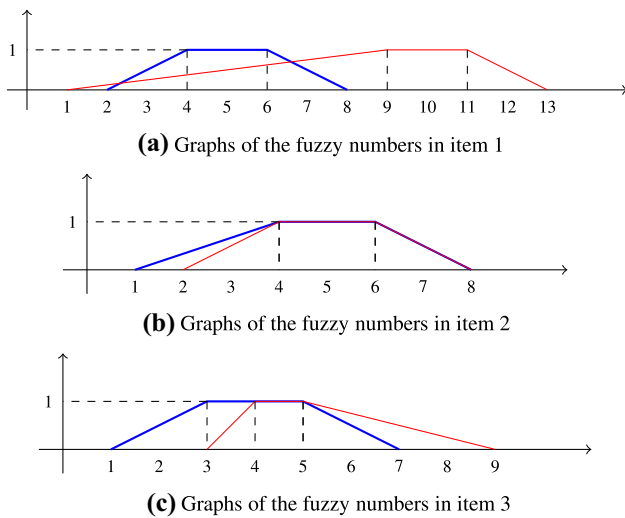 1
1 2 3 4 5 6 7 8 9 10 11 12 13
(a) Graphs of the fuzzy numbers in item 1
1
1 2 3 4 5 6 7 8
(b) Graphs of the fuzzy numbers in item 2
1
1 2 3 4 5 6 7 8 9
(c) Graphs of the fuzzy numbers in item 3